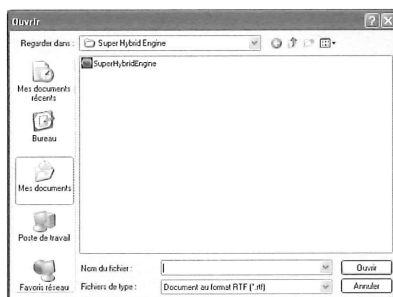 Ouvrir
Regarder dans :
Super Hybrid Engine
SuperHybridEngine
Mes documents
récents
Bureau
Mes documents
Poste de travail
Favoris réseau
Nom du fichier :
Ouvrir
Fichiers de type :
Document au format RTF (*.rtf)
Annuler